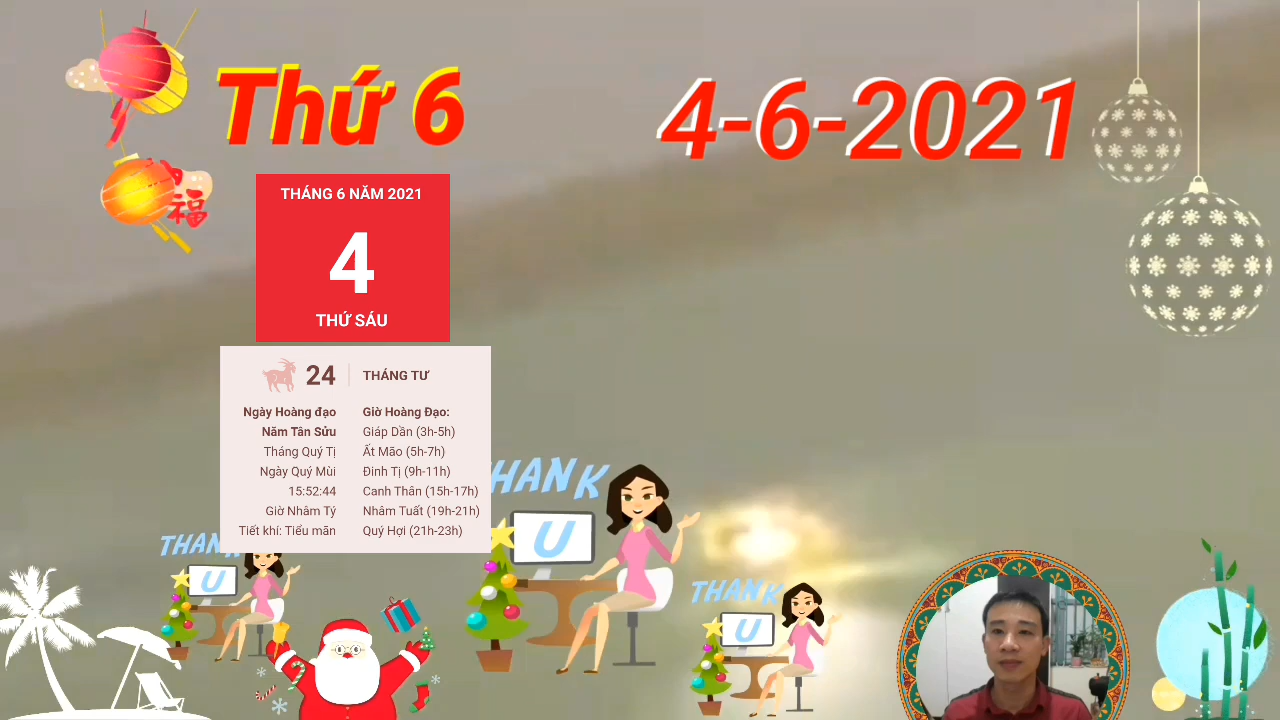 Thứ 6
4-6-2021
福
THÁNG 6 NĂM 2021
4
THỨ SÁU
24
THÁNG TƯ
Ngày Hoàng đạo
Năm Tân Sửu
Tháng Quý Tị
Ngày Quý Mùi
15:52:44
Giờ Nhâm Tý
Tiết khí: Tiểu mãn
Giờ Hoàng Đạo:
Giáp Dần (3h-5h)
Ất Mão (5h-7h)
Đinh Tị (9h-11h)
Canh Thân (15h-17h)
Nhâm Tuất (19h-21h)
Quý Hợi (21h-23h)
THANK
U
THANK
U
THANK
U